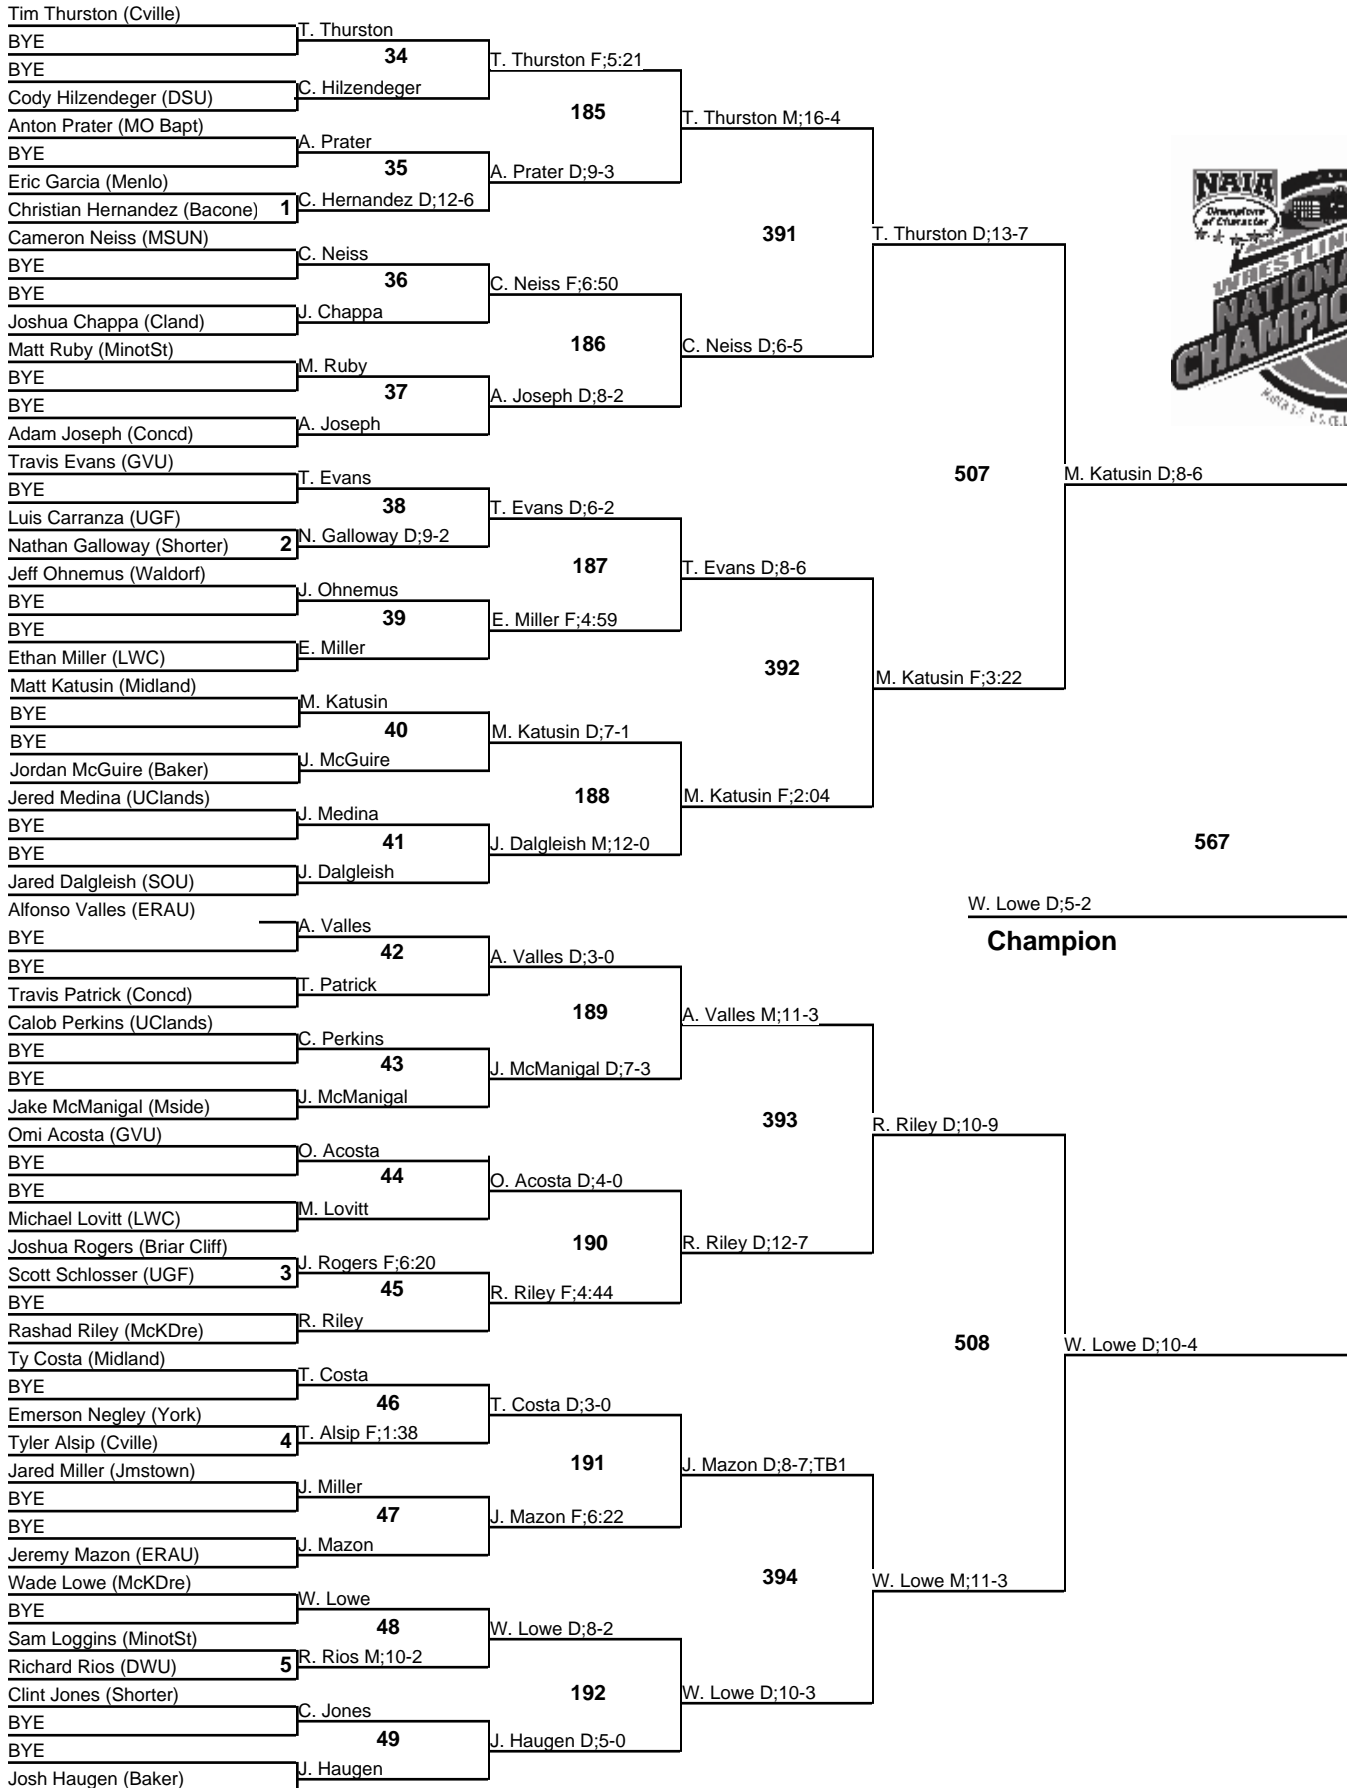 Tim Thurston (Cville)
BYE
BYE
Cody Hilzendeger (DSU)
Anton Prater (MO Bapt)
BYE
Eric Garcia (Menlo)
Christian Hernandez (Bacone) 1
Cameron Neiss (MSUN)
BYE
BYE
Joshua Chappa (Cland)
Matt Ruby (MinotSt)
BYE
BYE
Adam Joseph (Concd)
Travis Evans (GVU)
BYE
Luis Carranza (UGF)
Nathan Galloway (Shorter) 2
Jeff Ohnemus (Waldorf)
BYE
BYE
Ethan Miller (LWC)
Matt Katusin (Midland)
BYE
BYE
Jordan McGuire (Baker)
Jered Medina (UClands)
BYE
BYE
Jared Dalgleish (SOU)
Alfonso Valles (ERAU)
BYE
BYE
Travis Patrick (Concd)
Calob Perkins (UClands)
BYE
BYE
Jake McManigal (Mside)
Omi Acosta (GVU)
BYE
BYE
Michael Lovitt (LWC)
Joshua Rogers (Briar Cliff)
Scott Schlosser (UGF) 3
BYE
Rashad Riley (McKDre)
Ty Costa (Midland)
BYE
Emerson Negley (York)
Tyler Alsip (Cville) 4
Jared Miller (Jmstown)
BYE
BYE
Jeremy Mazon (ERAU)
Wade Lowe (McKDre)
BYE
Sam Loggins (MinotSt)
Richard Rios (DWU) 5
Clint Jones (Shorter)
BYE
BYE
Josh Haugen (Baker)
T. Thurston
34
C. Hilzendeger
A. Prater
35
C. Hernandez D;12-6
C. Neiss
36
J. Chappa
M. Ruby
37
A. Joseph
T. Evans
38
N. Galloway D;9-2
J. Ohnemus
39
E. Miller
M. Katusin
40
J. McGuire
J. Medina
41
J. Dalgleish
A. Valles
42
T. Patrick
C. Perkins
43
J. McManigal
O. Acosta
44
M. Lovitt
J. Rogers F;6:20
45
R. Riley
T. Costa
46
T. Alsip F;1:38
J. Miller
47
J. Mazon
W. Lowe
48
R. Rios M;10-2
C. Jones
49
J. Haugen
T. Thurston F;5:21
185
A. Prater D;9-3
C. Neiss F;6:50
186
A. Joseph D;8-2
T. Evans D;6-2
187
E. Miller F;4:59
M. Katusin D;7-1
188
J. Dalgleish M;12-0
A. Valles D;3-0
189
J. McManigal D;7-3
O. Acosta D;4-0
190
R. Riley F;4:44
T. Costa D;3-0
191
J. Mazon F;6:22
W. Lowe D;8-2
192
J. Haugen D;5-0
T. Thurston M;16-4
391
C. Neiss D;6-5
T. Evans D;8-6
392
M. Katusin F;2:04
A. Valles M;11-3
393
R. Riley D;12-7
J. Mazon D;8-7;TB1
394
W. Lowe D;10-3
T. Thurston D;13-7
507
M. Katusin F;3:22
R. Riley D;10-9
508
W. Lowe M;11-3
M. Katusin D;8-6
567
W. Lowe D;10-4
W. Lowe D;5-2
Champion
NAIA
Champions
of Character
WRESTLING